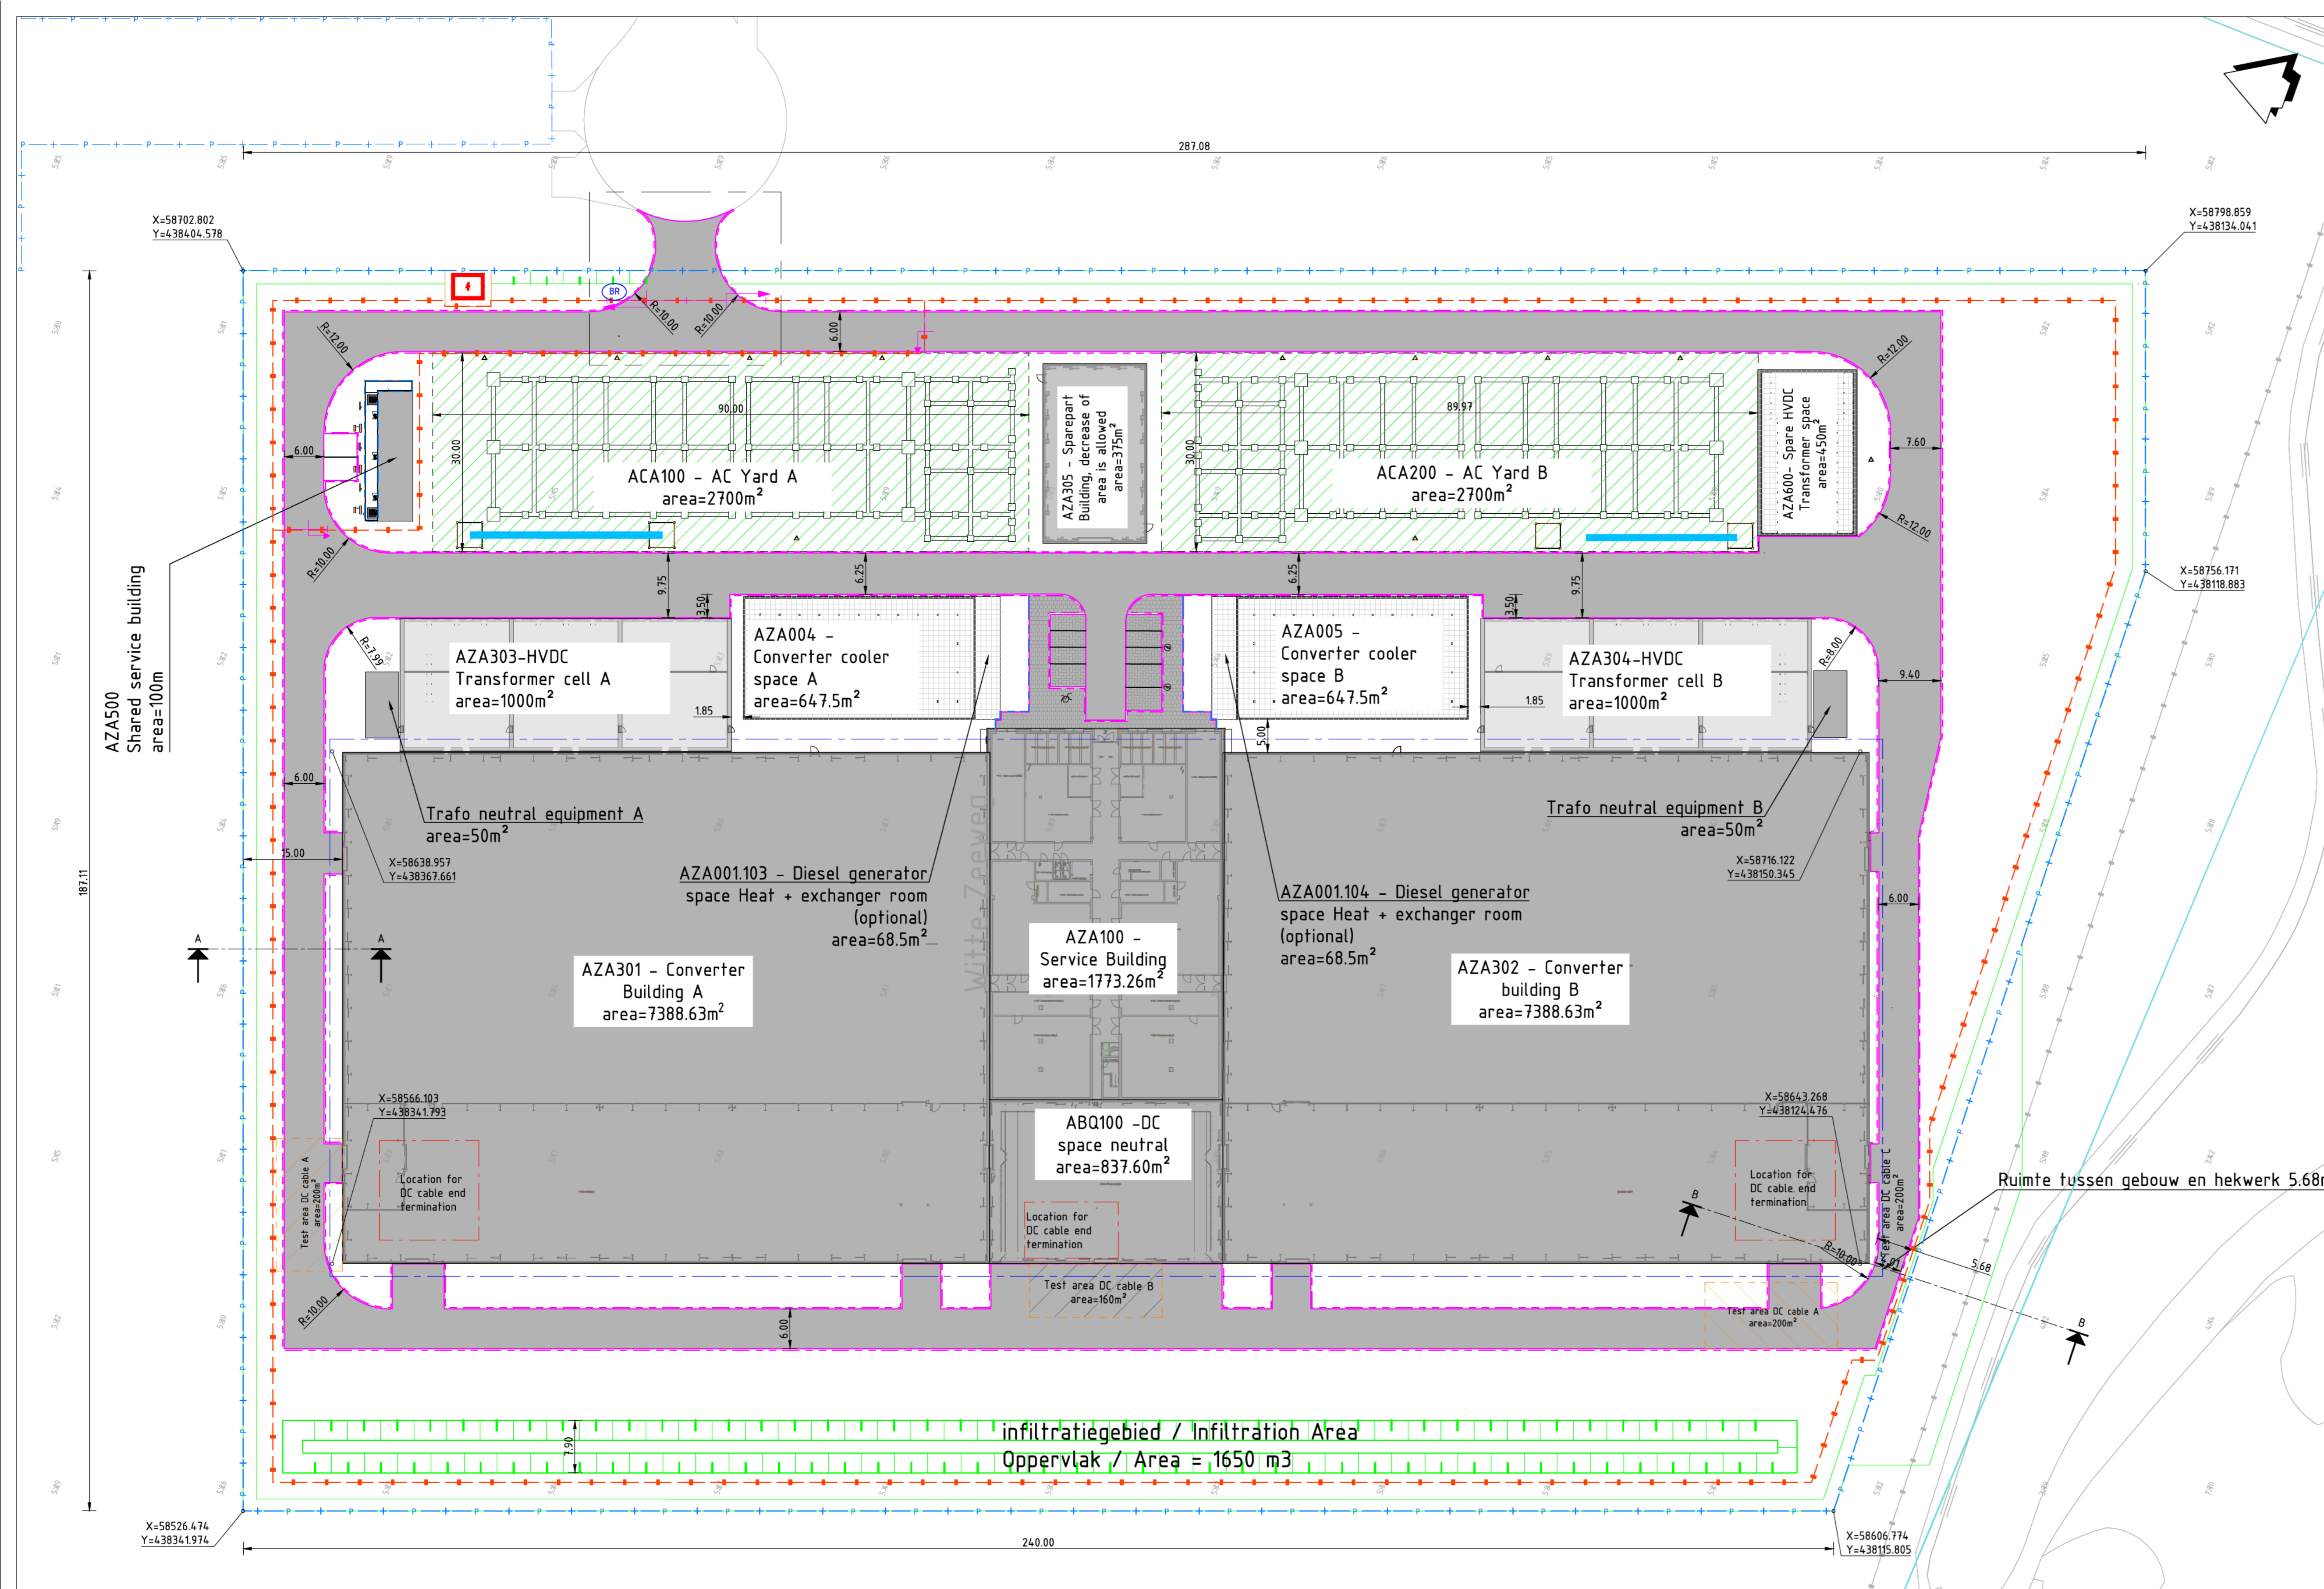 287.08
X=58702.802
Y=438404.578
X=58798.859
Y=438134.041
BR
R=10.00
R=10.00
R=12.00
6.00
R=12.00
90.00
30.00
ACA100 - AC Yard A
area=2700m²
AZA305 - Sparepart
Building, decrease of
area is allowed
area=375m²
30.00
89.97
ACA200 - AC Yard B
area=2700m²
AZA600- Spare HVDC
Transformer space
area=450m²
7.60
6.00
R=12.00
R=10.00
X=58756.171
Y=438118.883
AZA500
Shared service building
area=100m
9.75
3.50
6.25
6.25
3.50
9.75
R=7.99
AZA303-HVDC
Transformer cell A
area=1000m²
1.85
AZA004 -
Converter cooler
space A
area=647.5m²
AZA005 -
Converter cooler
space B
area=647.5m²
5.00
1.85
AZA304-HVDC
Transformer cell B
area=1000m²
R=8.00
9.40
6.00
Trafo neutral equipment A
area=50m²
Trafo neutral equipment B
area=50m²
15.00
X=58638.957
Y=438367.661
X=58716.122
Y=438150.345
187.11
AZA001.103 - Diesel generator
space Heat + exchanger room
(optional)
area=68.5m²
Witte Zeeweg
AZA001.104 - Diesel generator
space Heat + exchanger room
(optional)
area=68.5m²
6.00
A
A
AZA301 - Converter
Building A
area=7388.63m²
AZA100 -
Service Building
area=1773.26m²
AZA302 - Converter
building B
area=7388.63m²
X=58566.103
Y=438341.793
ABQ100 -DC
space neutral
area=837.60m²
X=58643.268
Y=438124.476
Test area DC cable A
area=200m²
Location for
DC cable end
termination
Location for
DC cable end
termination
Location for
DC cable end
termination
Test area DC cable C
area=200m²
Ruimte tussen gebouw en hekwerk 5.68m
B
R=10.00
5.68
B
R=10.00
6.00
Test area DC cable B
area=160m²
Test area DC cable A
area=200m²
7.90
infiltratiegebied / Infiltration Area
Oppervlak / Area = 1650 m3
X=58526.474
Y=438341.974
240.00
X=58606.774
Y=438115.805